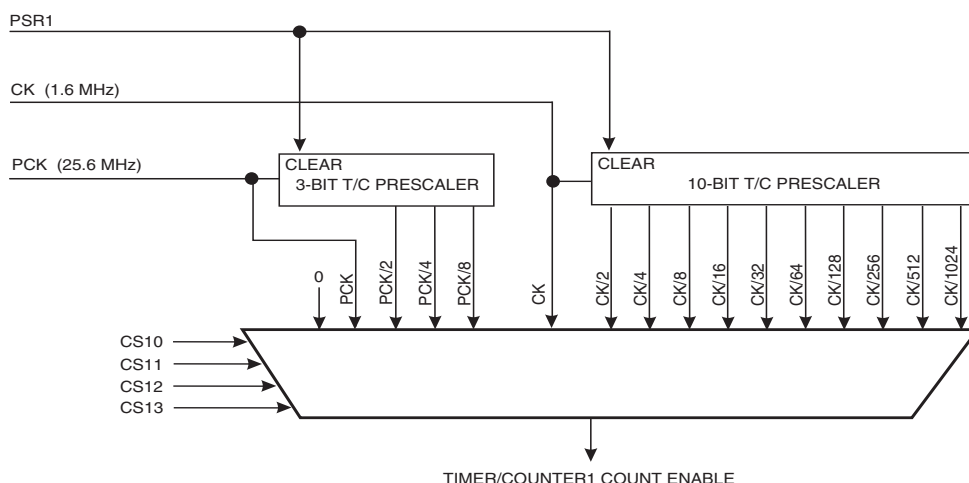 PSR1
CK (1.6 MHz)
PCK (25.6 MHz)
CLEAR
3-BIT T/C PRESCALER
CLEAR
10-BIT T/C PRESCALER
0
PCK
PCK/2
PCK/4
PCK/8
CK
CK/2
CK/4
CK/8
CK/16
CK/32
CK/64
CK/128
CK/256
CK/512
CK/1024
CS10
CS11
CS12
CS13
TIMER/COUNTER1 COUNT ENABLE